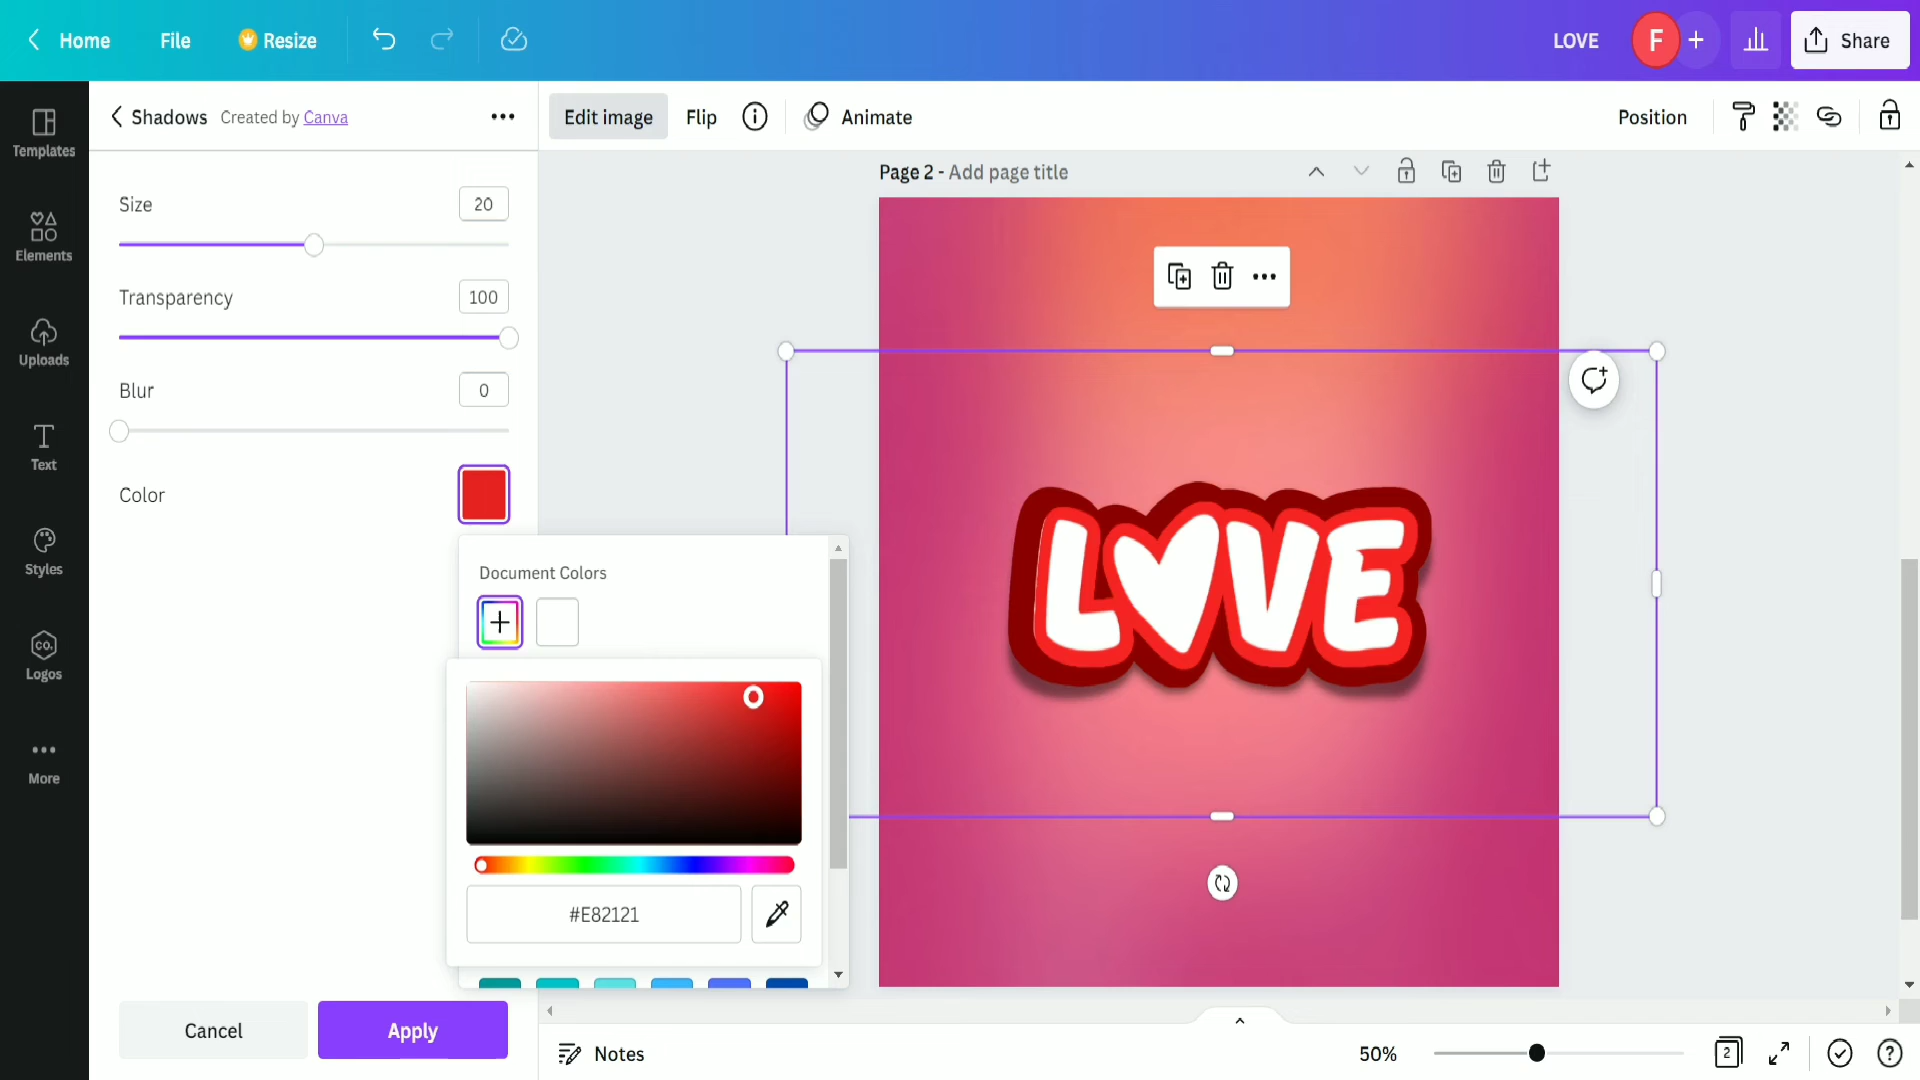 Home
File
Resize
LOVE
F
Share
Templates
Elements
Uploads
Text
Styles
CO.
Logos
More
Shadows Created by Canva
Size
20
Transparency
100
Blur
0
Color
Document Colors
#E82121
Cancel
Apply
Edit image
Flip
Animate
Position
Page 2 - Add page title
LOVE
Notes
50%
2